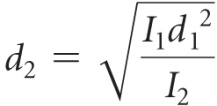 d₂ = √(I₁d₁²/I₂)